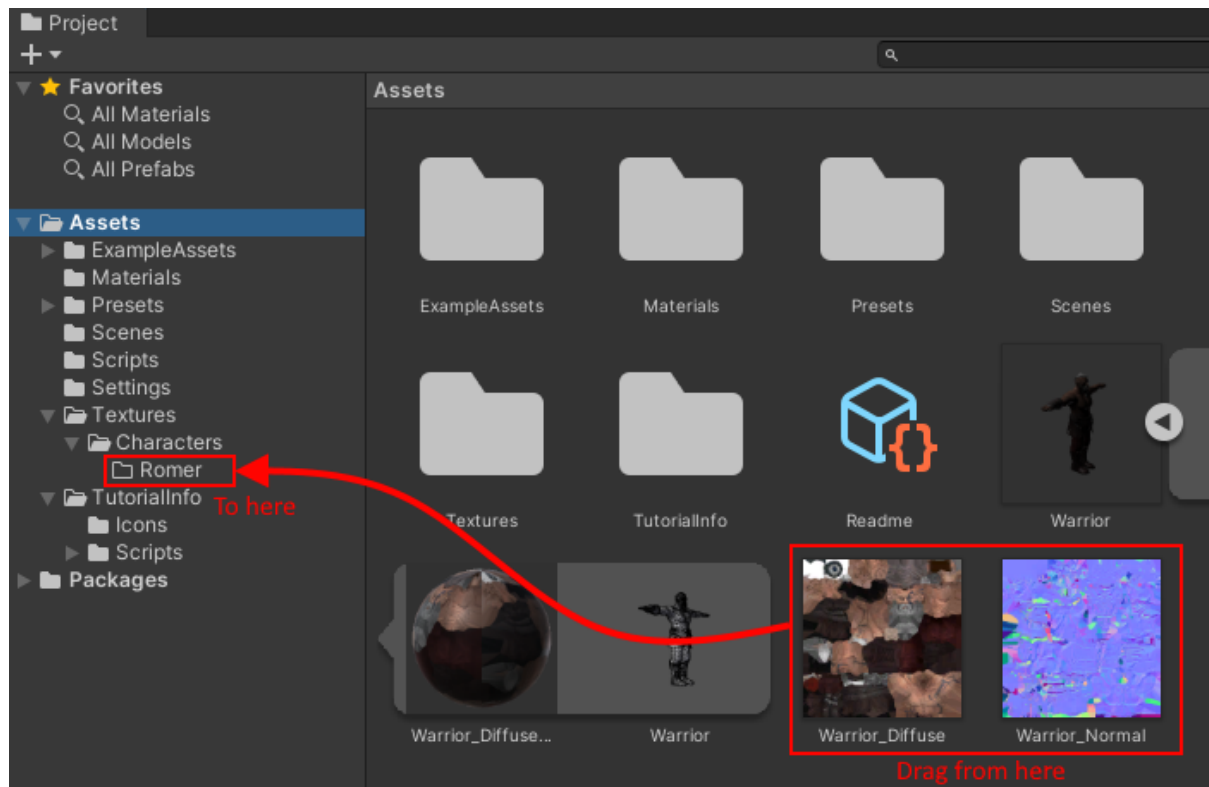 Project
Favorites
All Materials
All Models
All Prefabs
Assets
ExampleAssets
Materials
Presets
Scenes
Scripts
Settings
Textures
Characters
Romer
To here
TutorialInfo
Icons
Scripts
Packages
Assets
ExampleAssets
Materials
Presets
Scenes
Textures
TutorialInfo
Readme
Warrior
Warrior_Diffuse...
Warrior
Warrior_Diffuse
Warrior_Normal
Drag from here